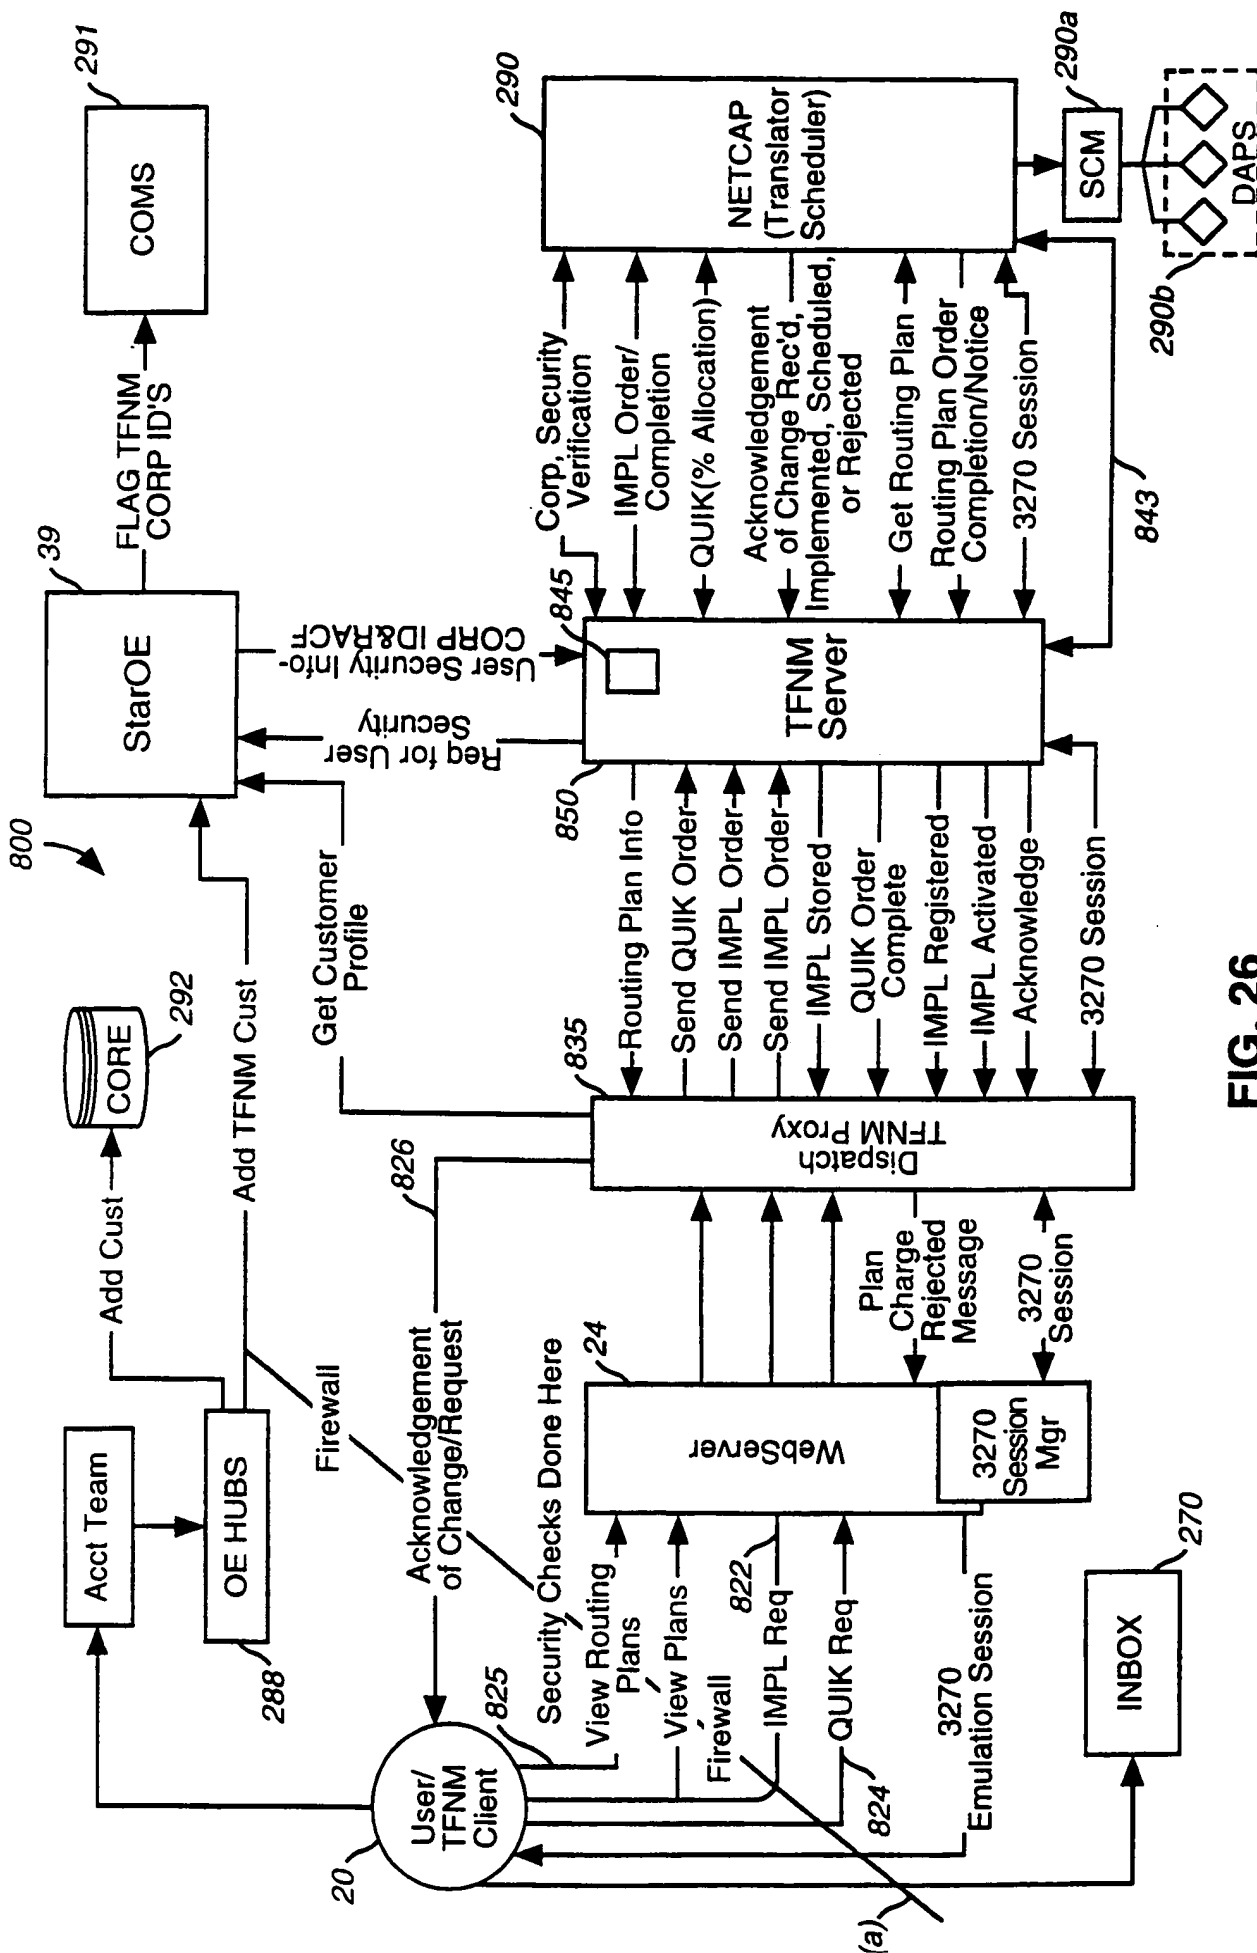 800
Acct Team
OE HUBS
288
Add Cust
CORE
292
Add TFNM Cust
StarOE
39
FLAG TFNM
CORP ID'S
COMS
291
Firewall
Get Customer
Profile
Req for User
Security
User Security Info-
CORP ID&RACF
Acknowledgement
of Change/Request
826
User/
TFNM
Client
20
825
Security Checks Done Here
View Routing
Plans
View Plans
Firewall
IMPL Req
822
QUIK Req
824
3270
Emulation Session
(a)
INBOX
270
WebServer
24
3270
Session
Mgr
Plan
Charge
Rejected
Message
3270
Session
Dispatch
TFNM Proxy
835
Routing Plan Info
Send QUIK Order
Send IMPL Order
Send IMPL Order
IMPL Stored
QUIK Order
Complete
IMPL Registered
IMPL Activated
Acknowledge
3270 Session
850
TFNM
Server
845
Corp, Security
Verification
IMPL Order/
Completion
QUIK(% Allocation)
Acknowledgement
of Change Rec'd,
Implemented, Scheduled,
or Rejected
Get Routing Plan
Routing Plan Order
Completion/Notice
3270 Session
843
NETCAP
(Translator
Scheduler)
290
SCM
290a
DAPS
290b
FIG. 26